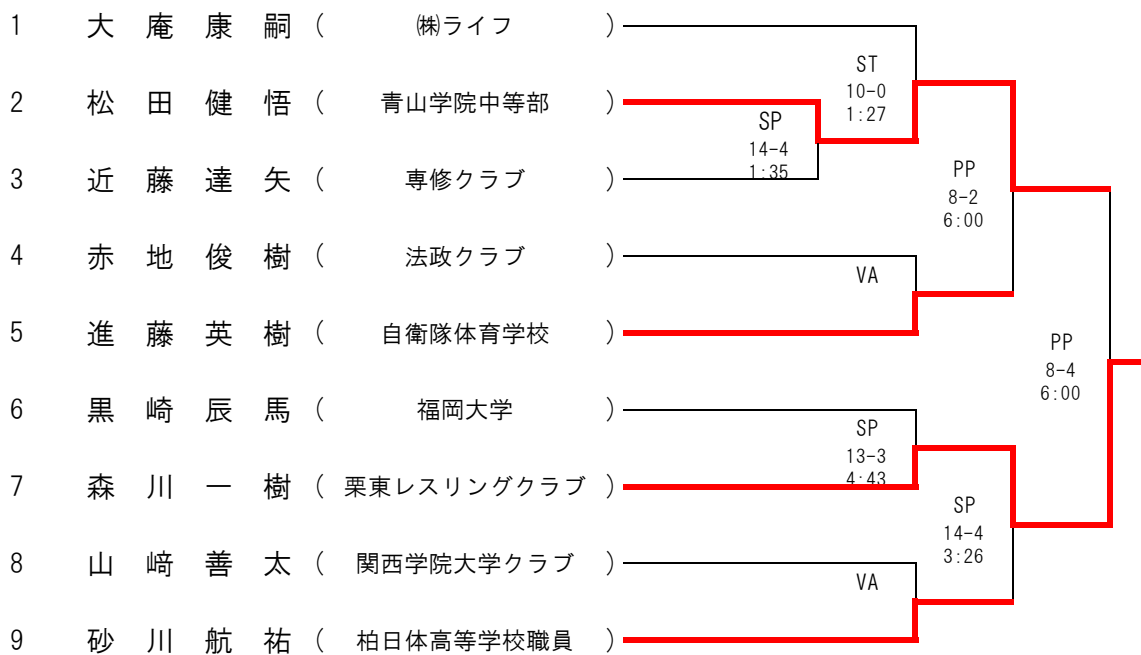 1 大庵康嗣 ( ㈱ライフ )
ST
10-0
1:27
2 松田健悟 ( 青山学院中等部 )
SP
14-4
1:35
3 近藤達矢 ( 専修クラブ )
PP
8-2
6:00
4 赤地俊樹 ( 法政クラブ )
VA
5 進藤英樹 ( 自衛隊体育学校 )
PP
8-4
6:00
6 黒崎辰馬 ( 福岡大学 )
SP
13-3
4:43
7 森川一樹 ( 栗東レスリングクラブ )
SP
14-4
3:26
8 山﨑善太 ( 関西学院大学クラブ )
VA
9 砂川航祐 ( 柏日体高等学校職員 )